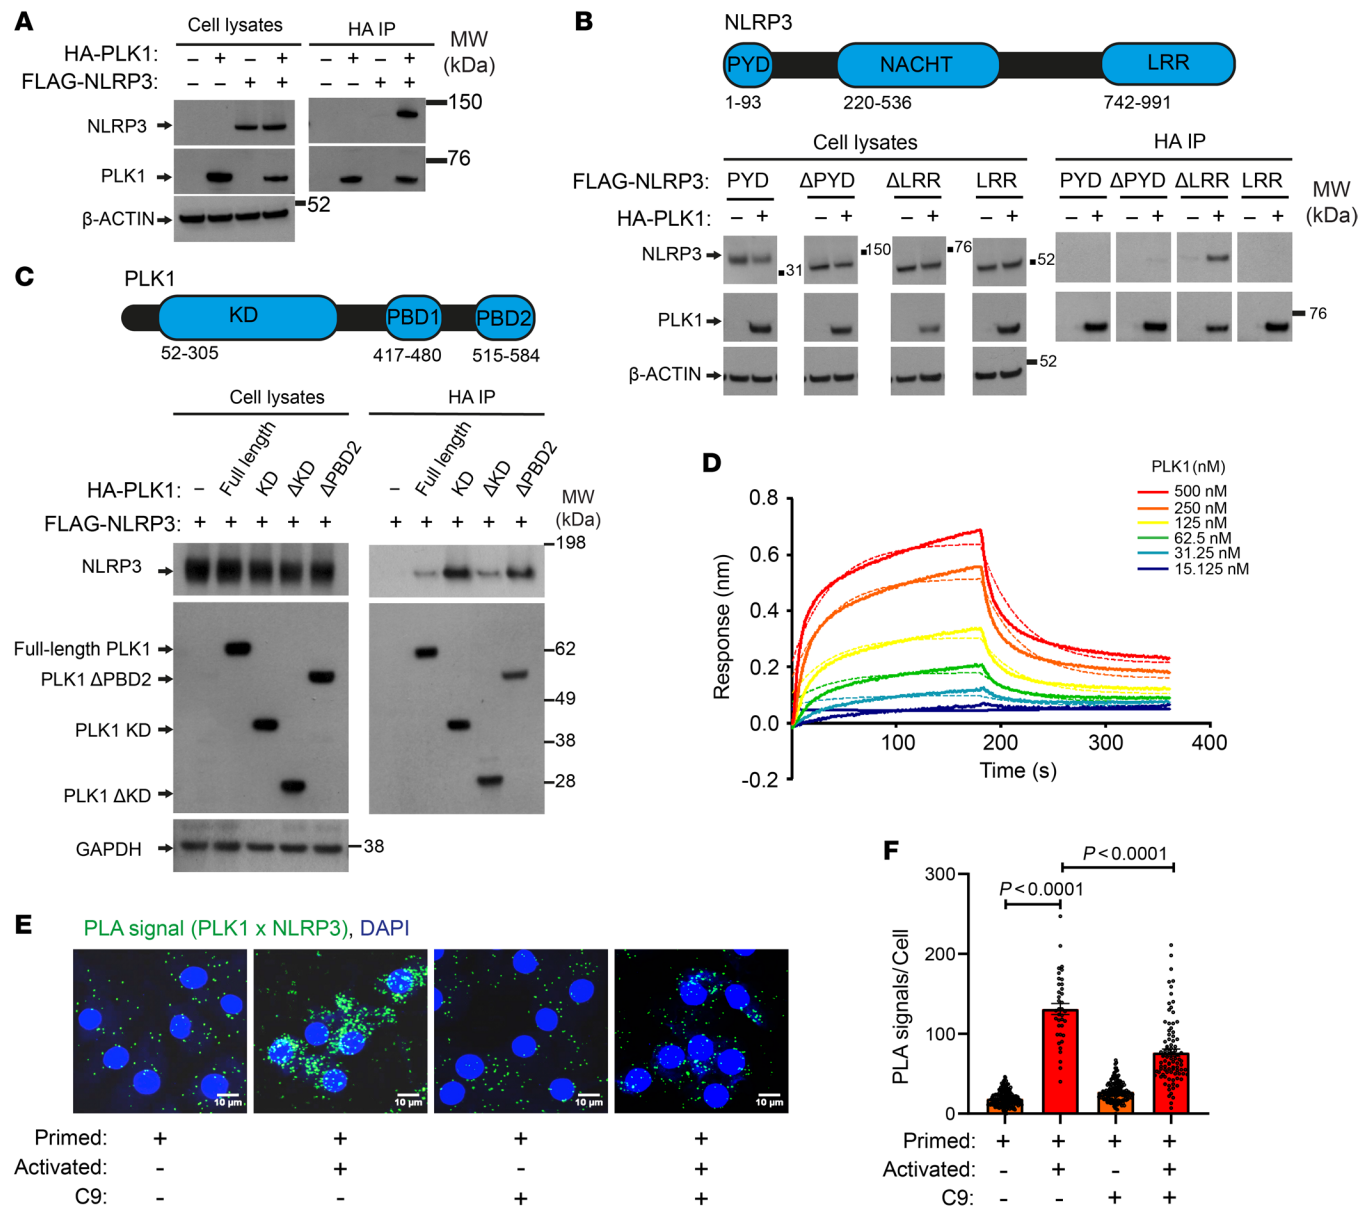 A
Cell lysates
HA IP
MW
(kDa)
HA-PLK1: – + – + – + – +
FLAG-NLRP3: – – + + – – + +
NLRP3
150
PLK1
76
β-ACTIN
52
B
NLRP3
PYD NACHT LRR
1-93 220-536 742-991
Cell lysates
HA IP
FLAG-NLRP3: PYD ΔPYD ΔLRR LRR PYD ΔPYD ΔLRR LRR
MW
(kDa)
HA-PLK1: – + – + – + – + – + – + – + – +
NLRP3
31
150
76
52
PLK1
76
β-ACTIN
52
C
PLK1
KD PBD1 PBD2
52-305 417-480 515-584
Cell lysates
HA IP
HA-PLK1: – Full length KD ΔKD ΔPBD2 – Full length KD ΔKD ΔPBD2
MW
(kDa)
FLAG-NLRP3: + + + + + + + + + +
198
NLRP3
Full-length PLK1
62
PLK1 ΔPBD2
49
PLK1 KD
38
28
PLK1 ΔKD
GAPDH
38
D
PLK1 (nM)
500 nM
250 nM
125 nM
62.5 nM
31.25 nM
15.125 nM
Response (nm)
0.8
0.6
0.4
0.2
0.0
-0.2
100 200 300 400
Time (s)
E
PLA signal (PLK1 x NLRP3), DAPI
10 µm
10 µm
10 µm
10 µm
Primed: + + + +
Activated: - + - +
C9: - - + +
F
P < 0.0001
P < 0.0001
PLA signals/Cell
300
200
100
0
Primed: + + + +
Activated: - + - +
C9: - - + +